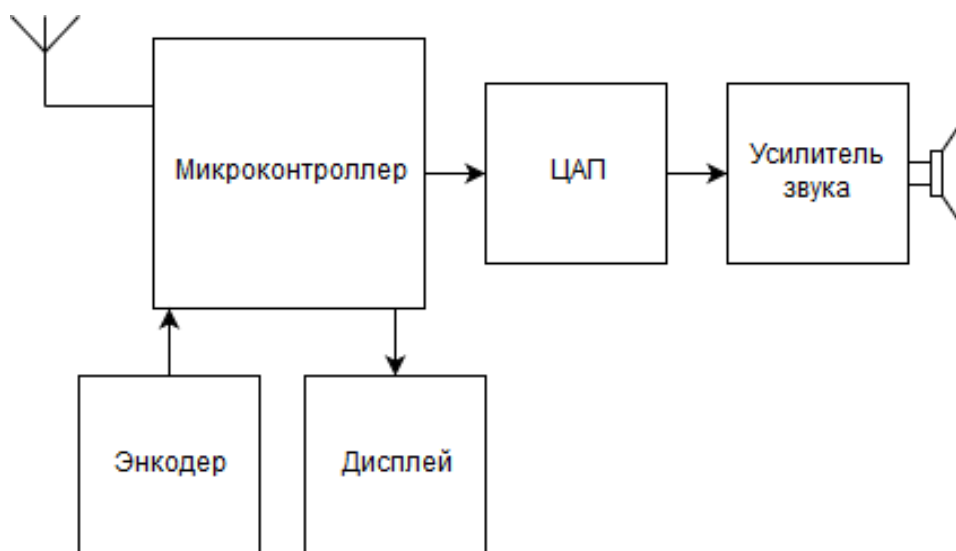 Микроконтроллер
ЦАП
Усилитель
звука
Энкодер
Дисплей